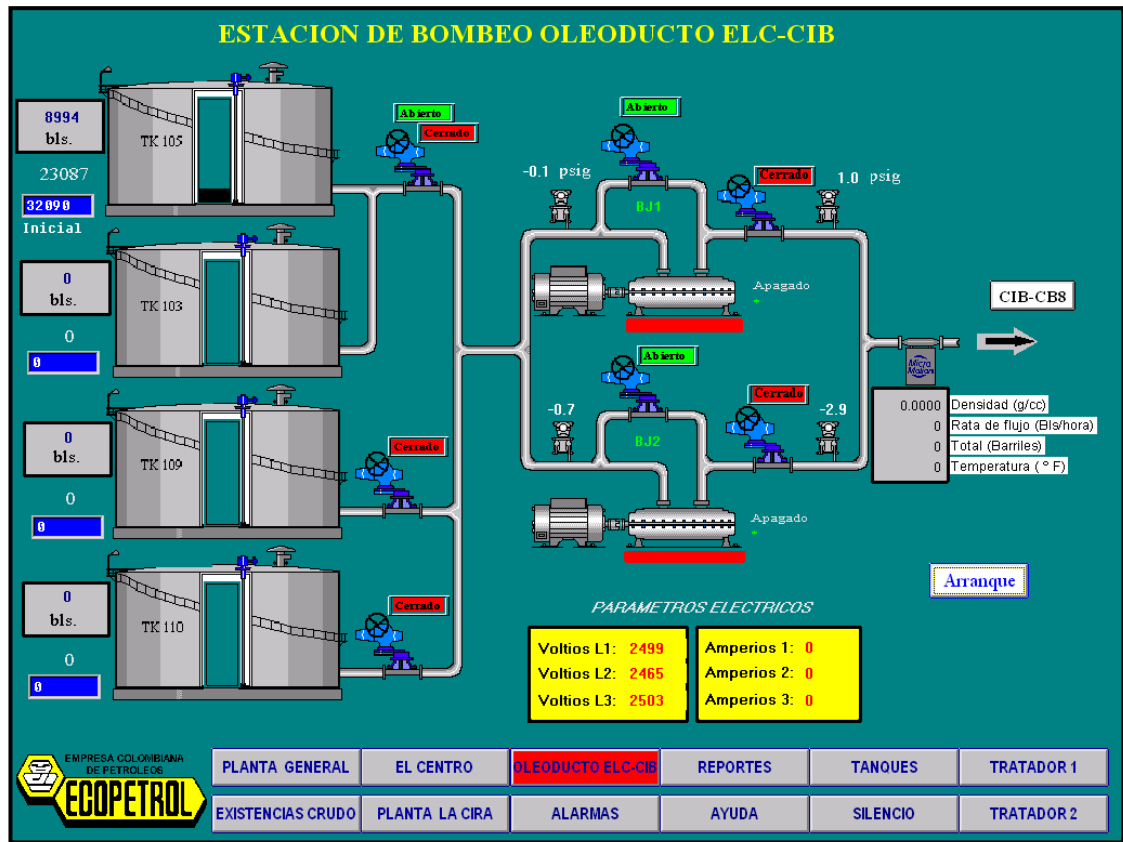 ESTACION DE BOMBEO OLEODUCTO ELC-CIB
8994
bls.
23087
32090
Inicial
TK 105
Abierto
Cerrado
0
bls.
0
0
TK 103
0
bls.
0
0
TK 109
Cerrado
0
bls.
0
0
TK 110
Cerrado
Abierto
-0.1 psig
BJ1
Cerrado
1.0 psig
Apagado
Abierto
-0.7
BJ2
Cerrado
-2.9
Apagado
CIB-CB8
Micro
Motion
0.0000 Densidad (g/cc)
0 Rata de flujo (Bls/hora)
0 Total (Barriles)
0 Temperatura ( ° F)
Arranque
PARAMETROS ELECTRICOS
Voltios L1: 2499
Voltios L2: 2465
Voltios L3: 2503
Amperios 1: 0
Amperios 2: 0
Amperios 3: 0
EMPRESA COLOMBIANA
DE PETROLEOS
ECOPETROL
PLANTA GENERAL
EL CENTRO
OLEODUCTO ELC-CIB
REPORTES
TANQUES
TRATADOR 1
EXISTENCIAS CRUDO
PLANTA LA CIRA
ALARMAS
AYUDA
SILENCIO
TRATADOR 2